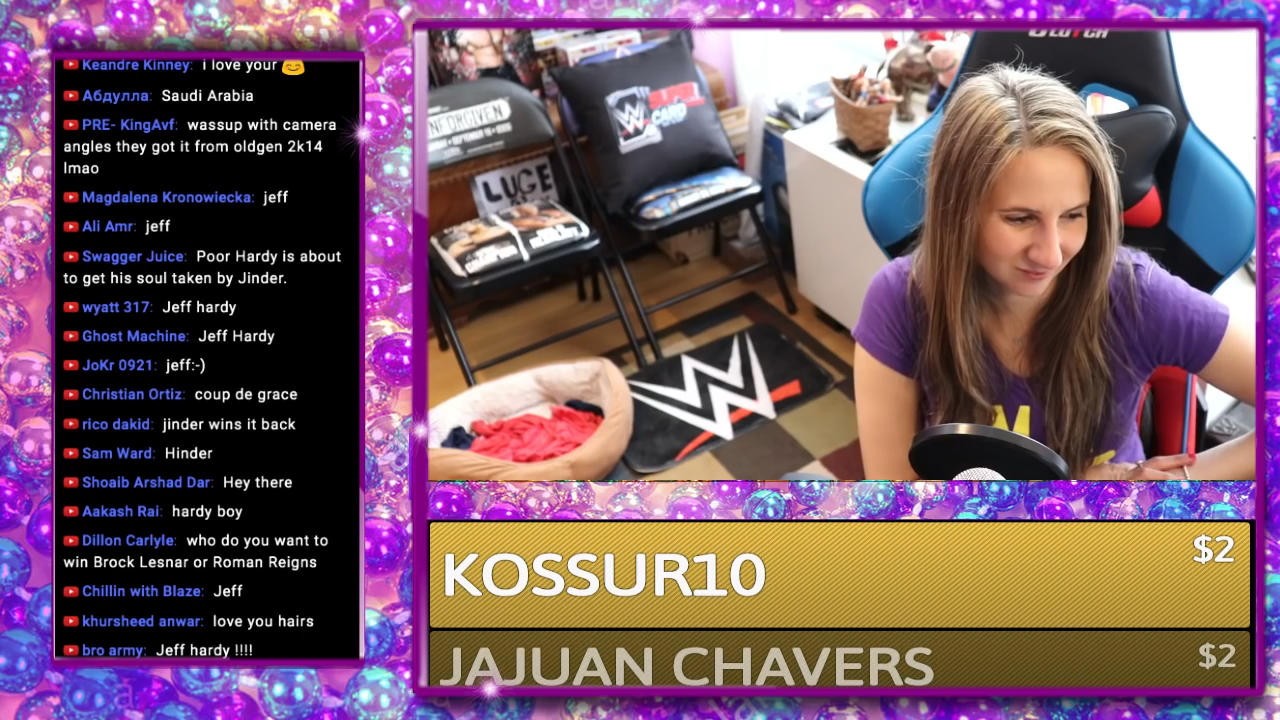 Keandre Kinney: i love your 😊
Абдулла: Saudi Arabia
PRE- KingAvf: wassup with camera
angles they got it from oldgen 2k14
lmao
Magdalena Kronowiecka: jeff
Ali Amr: jeff
Swagger Juice: Poor Hardy is about
to get his soul taken by Jinder.
wyatt 317: Jeff hardy
Ghost Machine: Jeff Hardy
JoKr 0921: jeff:-)
Christian Ortiz: coup de grace
rico dakid: jinder wins it back
Sam Ward: Hinder
Shoaib Arshad Dar: Hey there
Aakash Rai: hardy boy
Dillon Carlyle: who do you want to
win Brock Lesnar or Roman Reigns
Chillin with Blaze: Jeff
khursheed anwar: love you hairs
bro army: Jeff hardy !!!!
CLUTCH
UNFORGIVEN
LUGE
W
KOSSUR10
$2
JAJUAN CHAVERS
$2